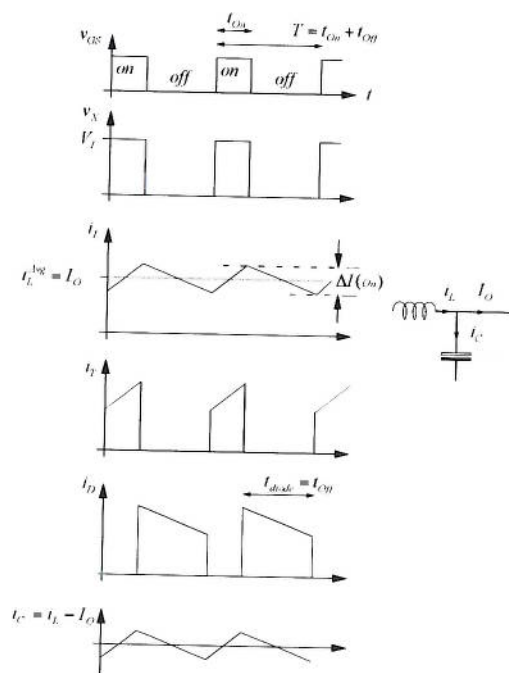 t_On
v_GS
T = t_On + t_Off
on off on off
t
v_X
V_I
i_L
i_L^avg = I_O
ΔI(On)
i_L I_O
i_C
i_T
i_D
t_diode = t_Off
i_C = i_L - I_O